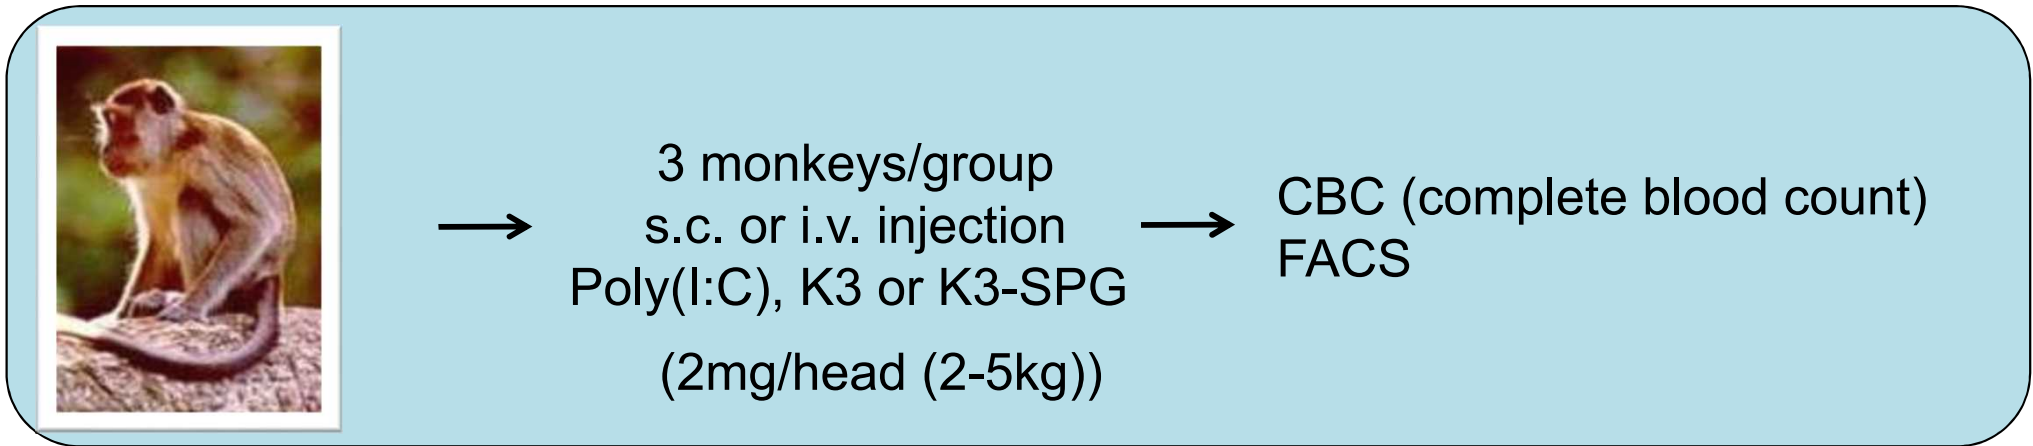 3 monkeys/group
s.c. or i.v. injection
Poly(I:C), K3 or K3-SPG
(2mg/head (2-5kg))
CBC (complete blood count)
FACS